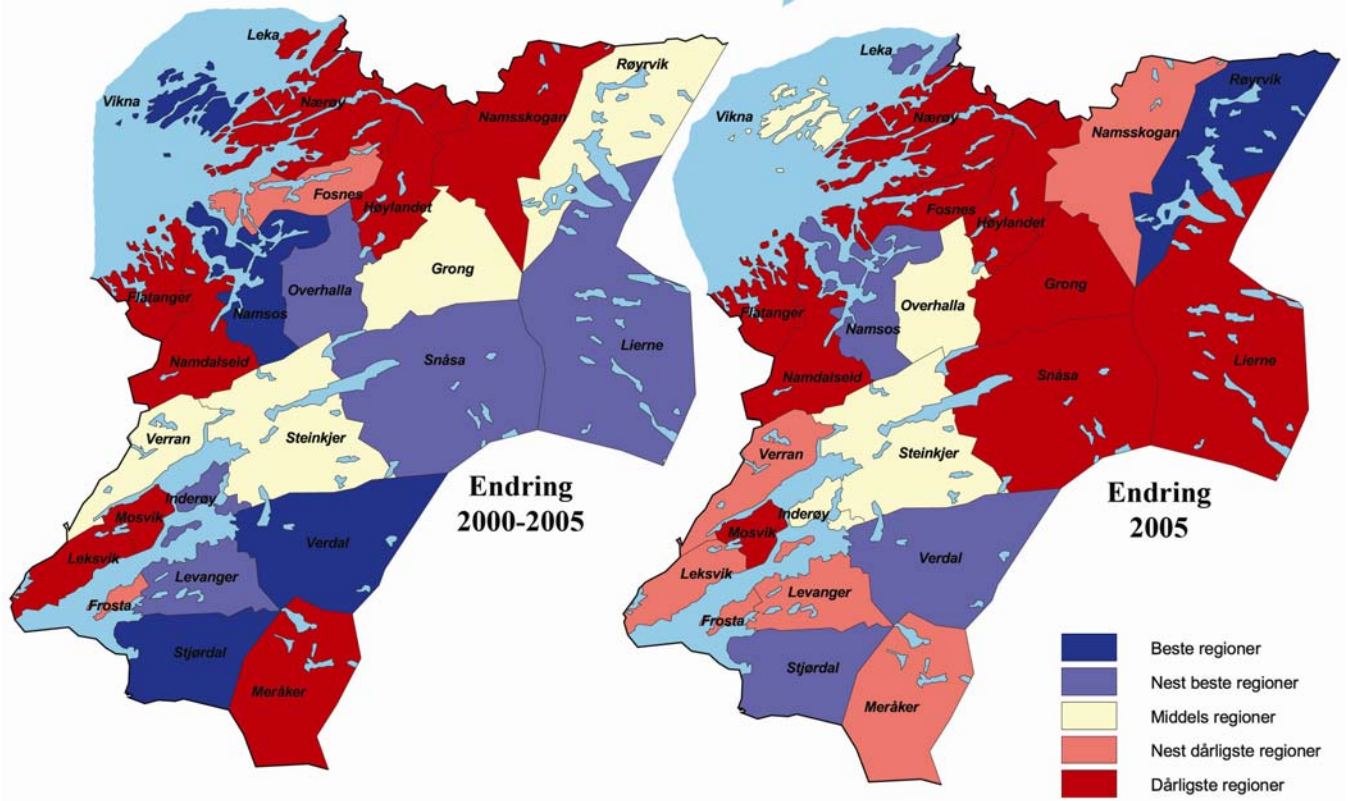 Leka
Vikna
Nærøy
Røyrvik
Namsskogan
Fosnes
Høylandet
Grong
Overhalla
Flatanger
Namsos
Lierne
Snåsa
Namdalseid
Verran
Steinkjer
Inderøy
Mosvik
Leksvik
Verdal
Levanger
Frosta
Stjørdal
Meråker
Endring
2000-2005
Leka
Vikna
Nærøy
Røyrvik
Namsskogan
Fosnes
Høylandet
Grong
Overhalla
Flatanger
Namsos
Lierne
Snåsa
Namdalseid
Verran
Steinkjer
Inderøy
Mosvik
Leksvik
Verdal
Levanger
Frosta
Stjørdal
Meråker
Endring
2005
Beste regioner
Nest beste regioner
Middels regioner
Nest dårligste regioner
Dårligste regioner